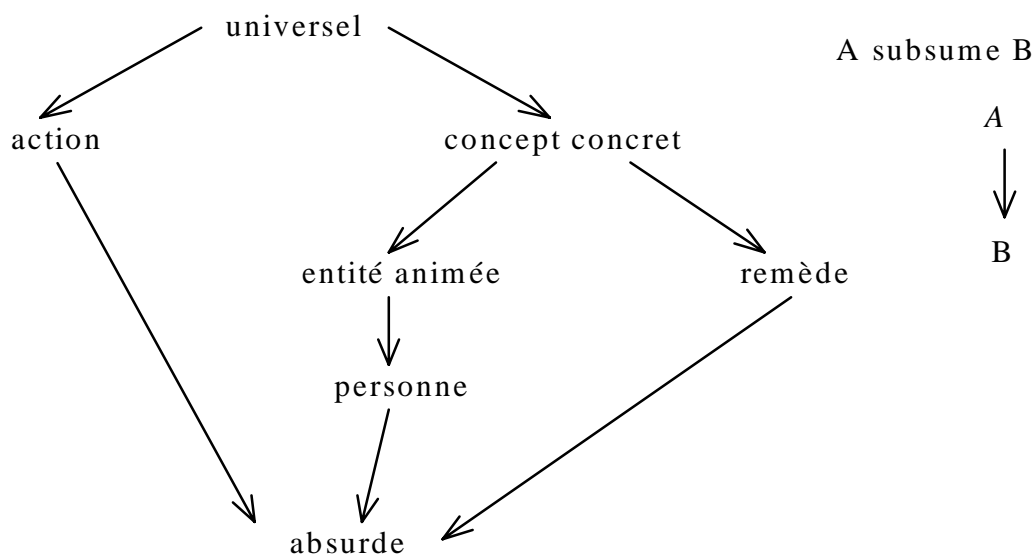 universel
A subsume B
A
action
concept concret
B
entité animée
remède
personne
absurde